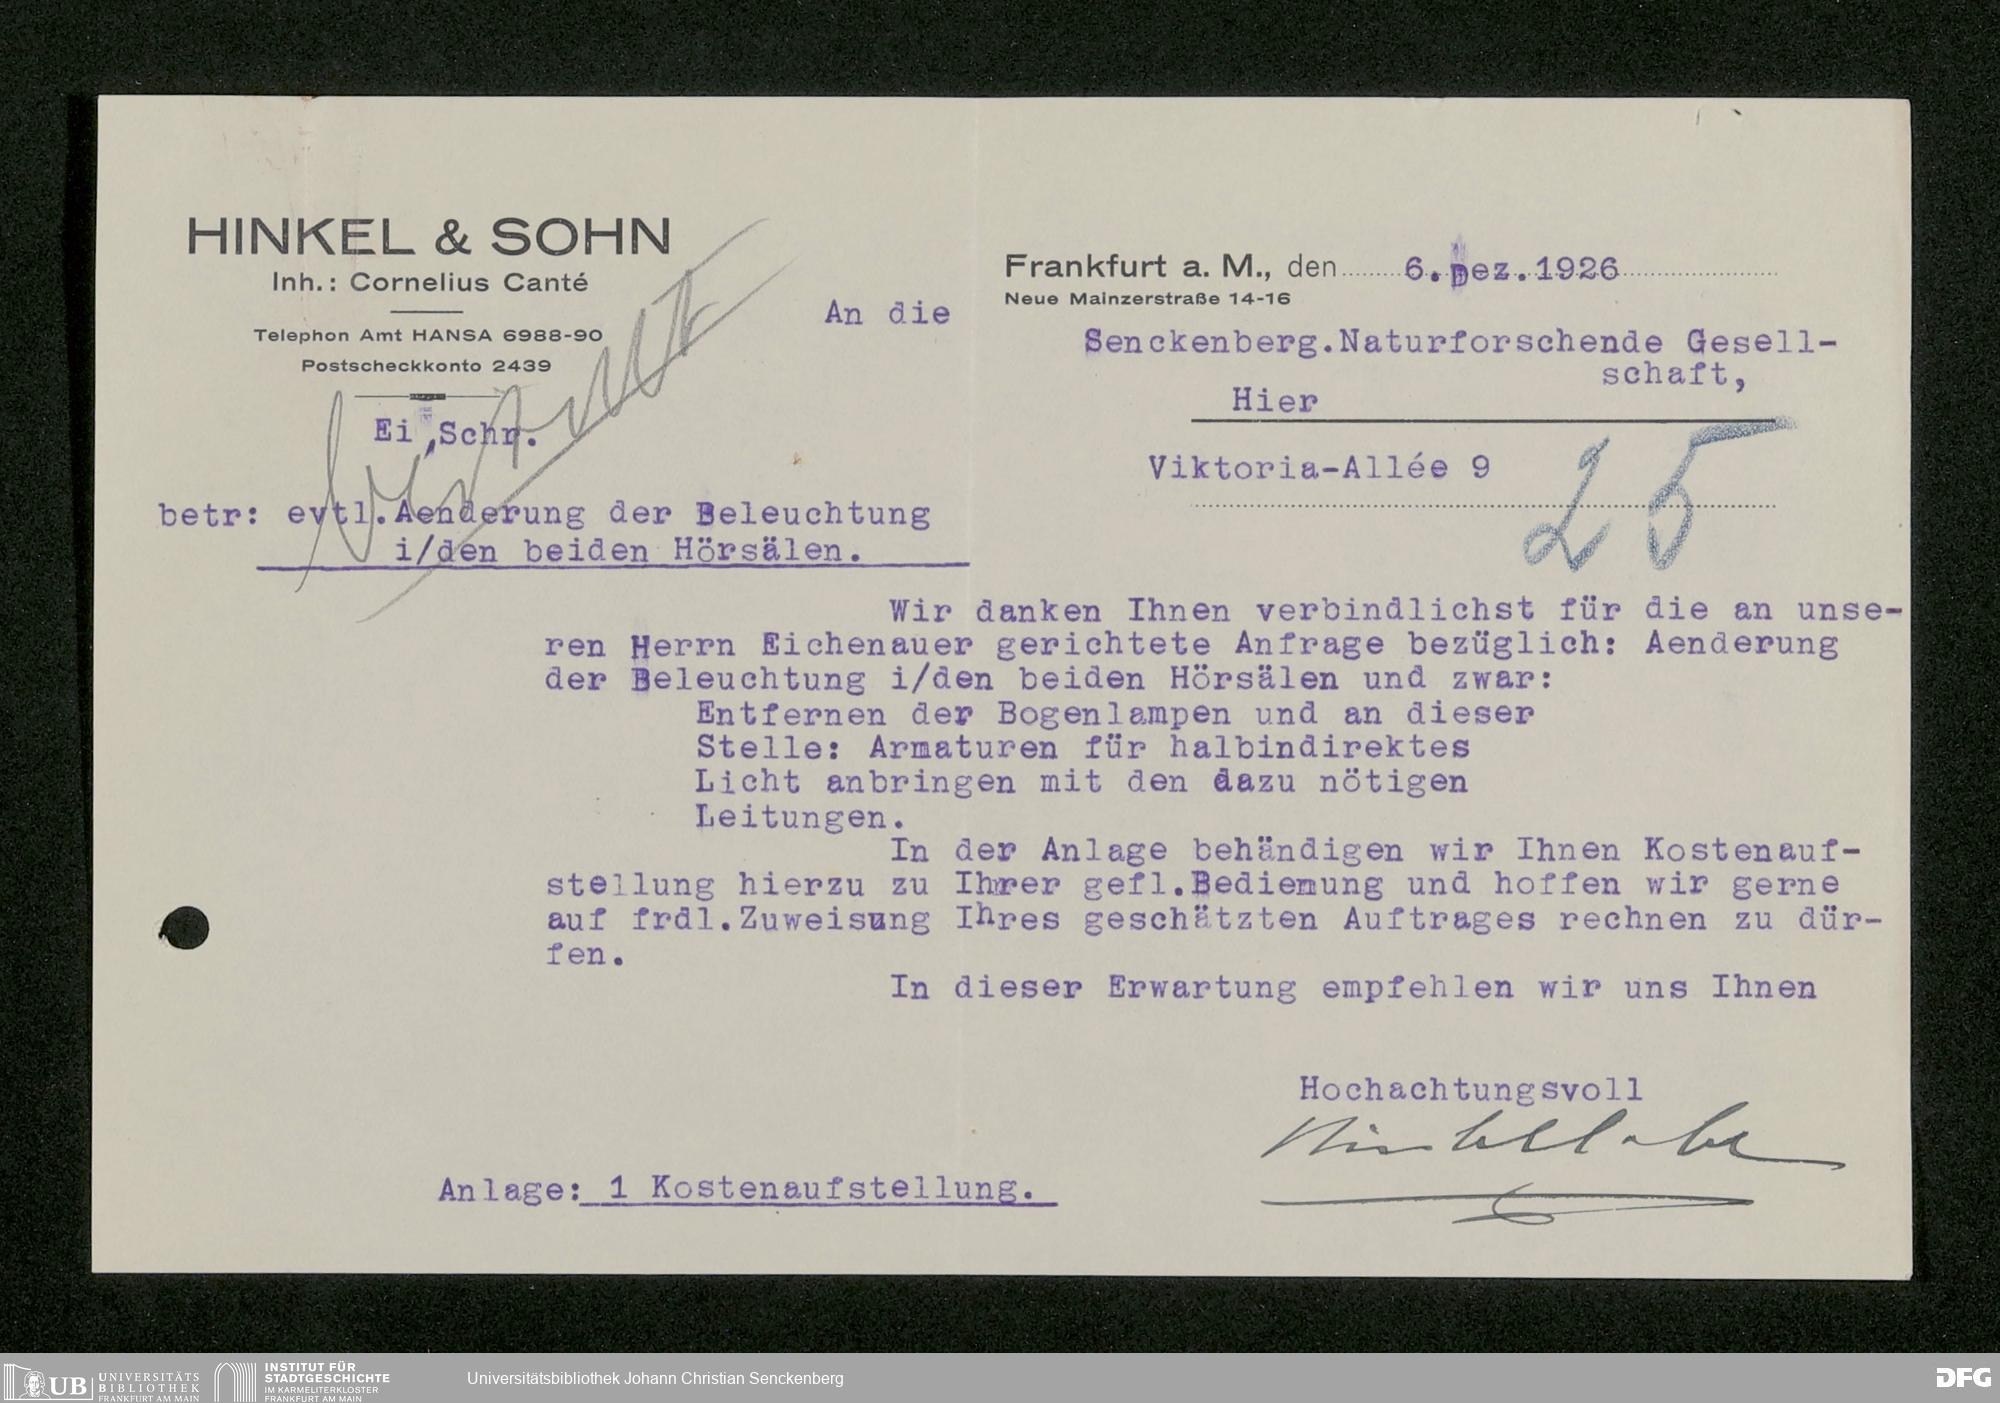 HINKEL & SOHN
Inh.: Cornelius Canté
Telephon Amt HANSA 6988-90
Postscheckkonto 2439
Frankfurt a. M., den 6.Dez.1926
Neue Mainzerstraße 14-16
An die
Senckenberg.Naturforschende Gesell-
schaft,
Hier
Viktoria-Allée 9
25
Ei,Schr.
betr: evtl.Aenderung der Beleuchtung
i/den beiden Hörsälen.
Wir danken Ihnen verbindlichst für die an unse-
ren Herrn Eichenauer gerichtete Anfrage bezüglich: Aenderung
der Beleuchtung i/den beiden Hörsälen und zwar:
Entfernen der Bogenlampen und an dieser
Stelle: Armaturen für halbindirektes
Licht anbringen mit den dazu nötigen
Leitungen.
In der Anlage behändigen wir Ihnen Kostenauf-
stellung hierzu zu Ihrer gefl.Bedienung und hoffen wir gerne
auf frdl.Zuweisung Ihres geschätzten Auftrages rechnen zu dür-
fen.
In dieser Erwartung empfehlen wir uns Ihnen
Hochachtungsvoll
Anlage: 1 Kostenaufstellung.
UB UNIVERSITÄTS
BIBLIOTHEK
FRANKFURT AM MAIN
INSTITUT FÜR
STADTGESCHICHTE
IM KARMELITERKLOSTER
FRANKFURT AM MAIN
Universitätsbibliothek Johann Christian Senckenberg
DFG